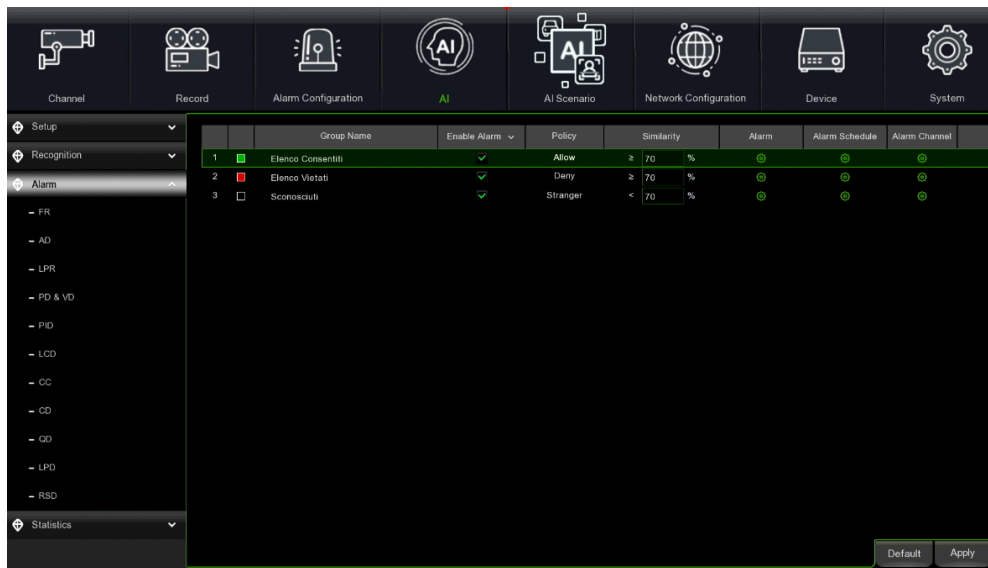 AI
AI
Channel Record Alarm Configuration AI AI Scenario Network Configuration Device System
Setup
Recognition
Alarm
– FR
– AD
– LPR
– PD & VD
– PID
– LCD
– CC
– CD
– QD
– LPD
– RSD
Statistics
Group Name Enable Alarm Policy Similarity Alarm Alarm Schedule Alarm Channel
1 Elenco Consentiti Allow ≥ 70 %
2 Elenco Vietati Deny ≥ 70 %
3 Sconosciuti Stranger < 70 %
Default Apply